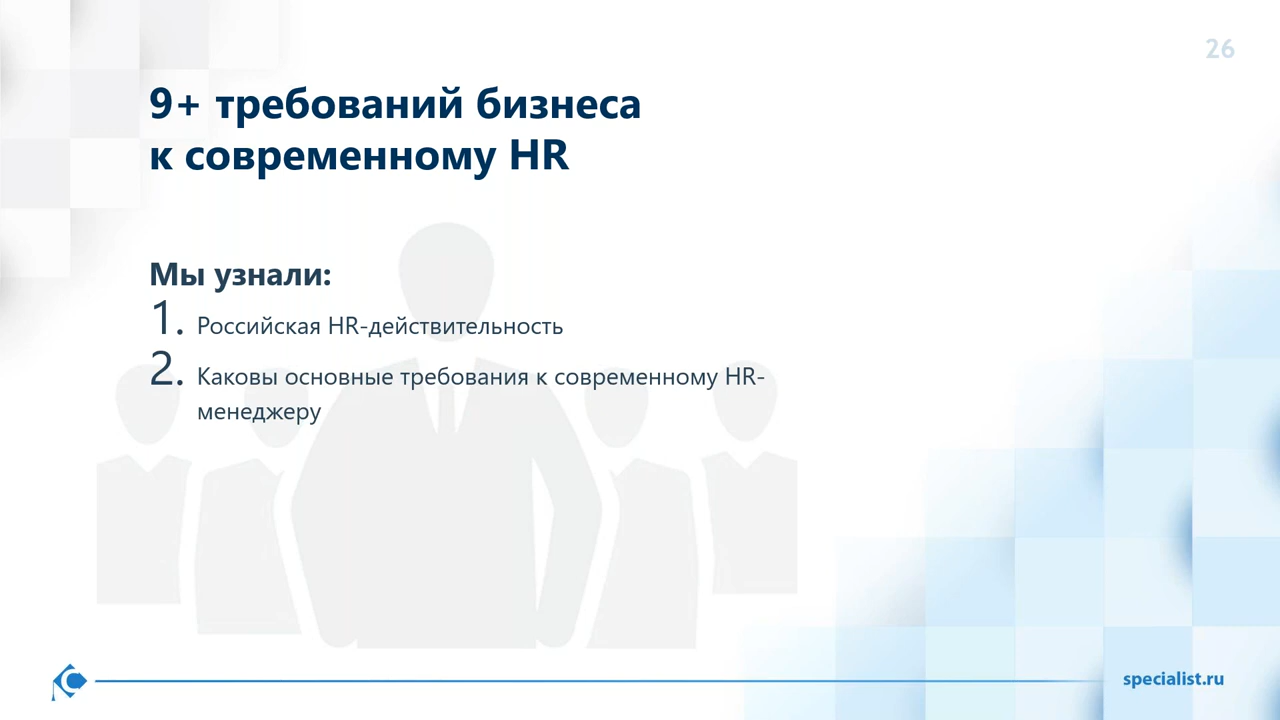 26
9+ требований бизнеса
к современному HR
Мы узнали:
1. Российская HR-действительность
2. Каковы основные требования к современному HR-
менеджеру
specialist.ru